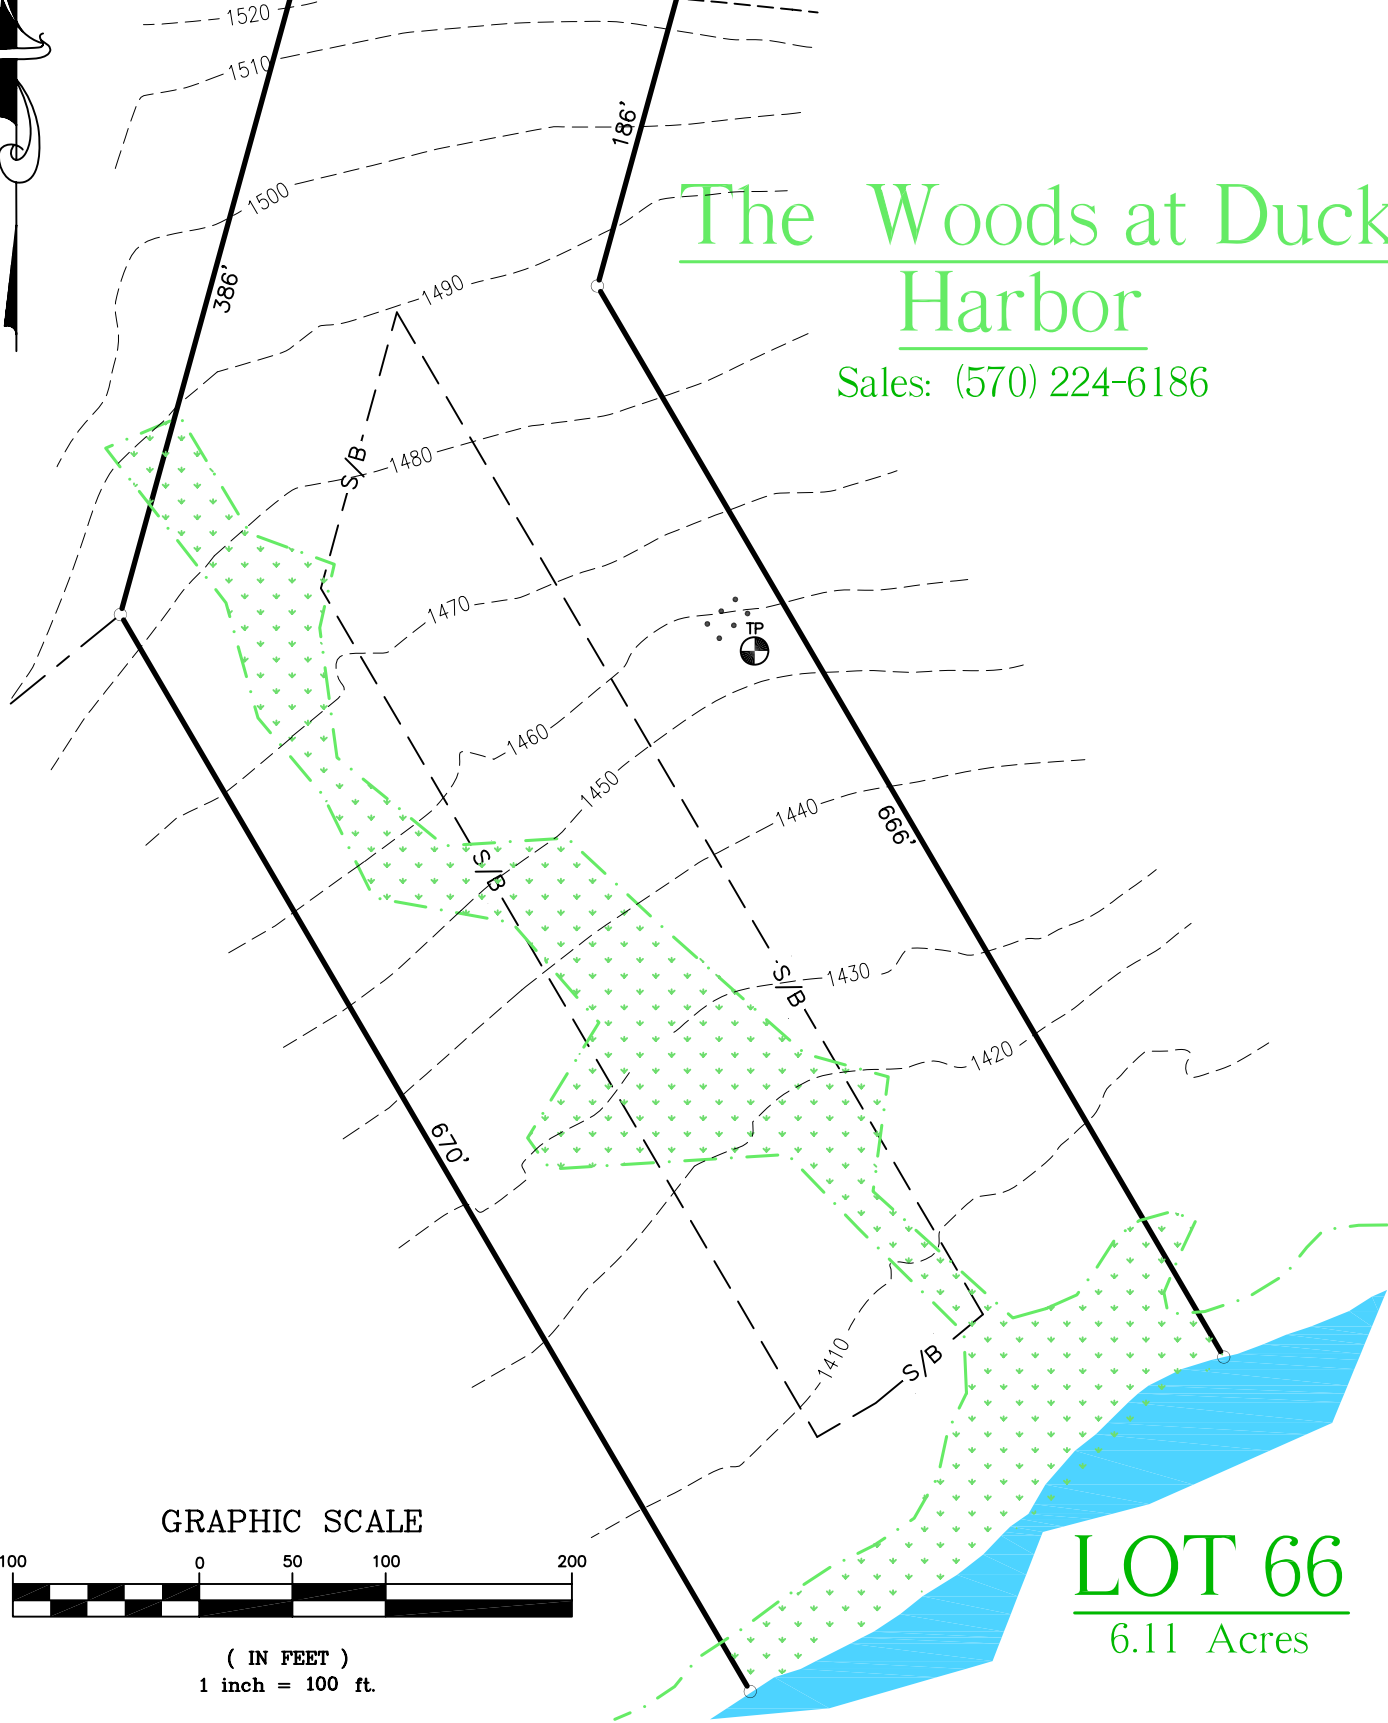 1520
1510
186'
1500
The Woods at Duck
Harbor
Sales: (570) 224-6186
386'
1490
S/B
1480
1470
TP
1460
1450
1440
666'
S/B
S/B
1430
1420
670'
1410
S/B
GRAPHIC SCALE
100 0 50 100 200
( IN FEET )
1 inch = 100 ft.
LOT 66
6.11 Acres